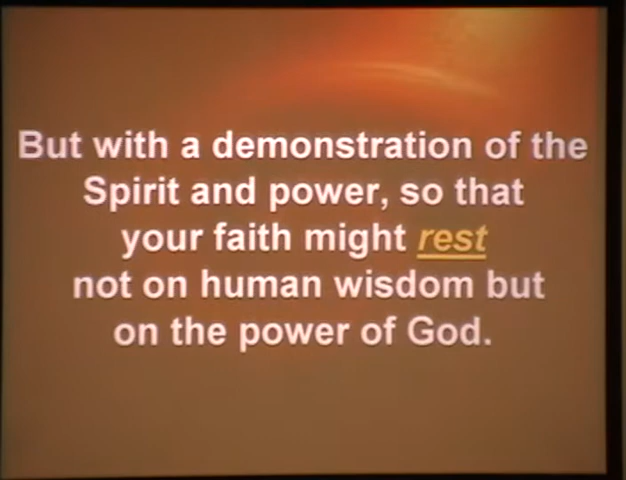 But with a demonstration of the
Spirit and power, so that
your faith might rest
not on human wisdom but
on the power of God.